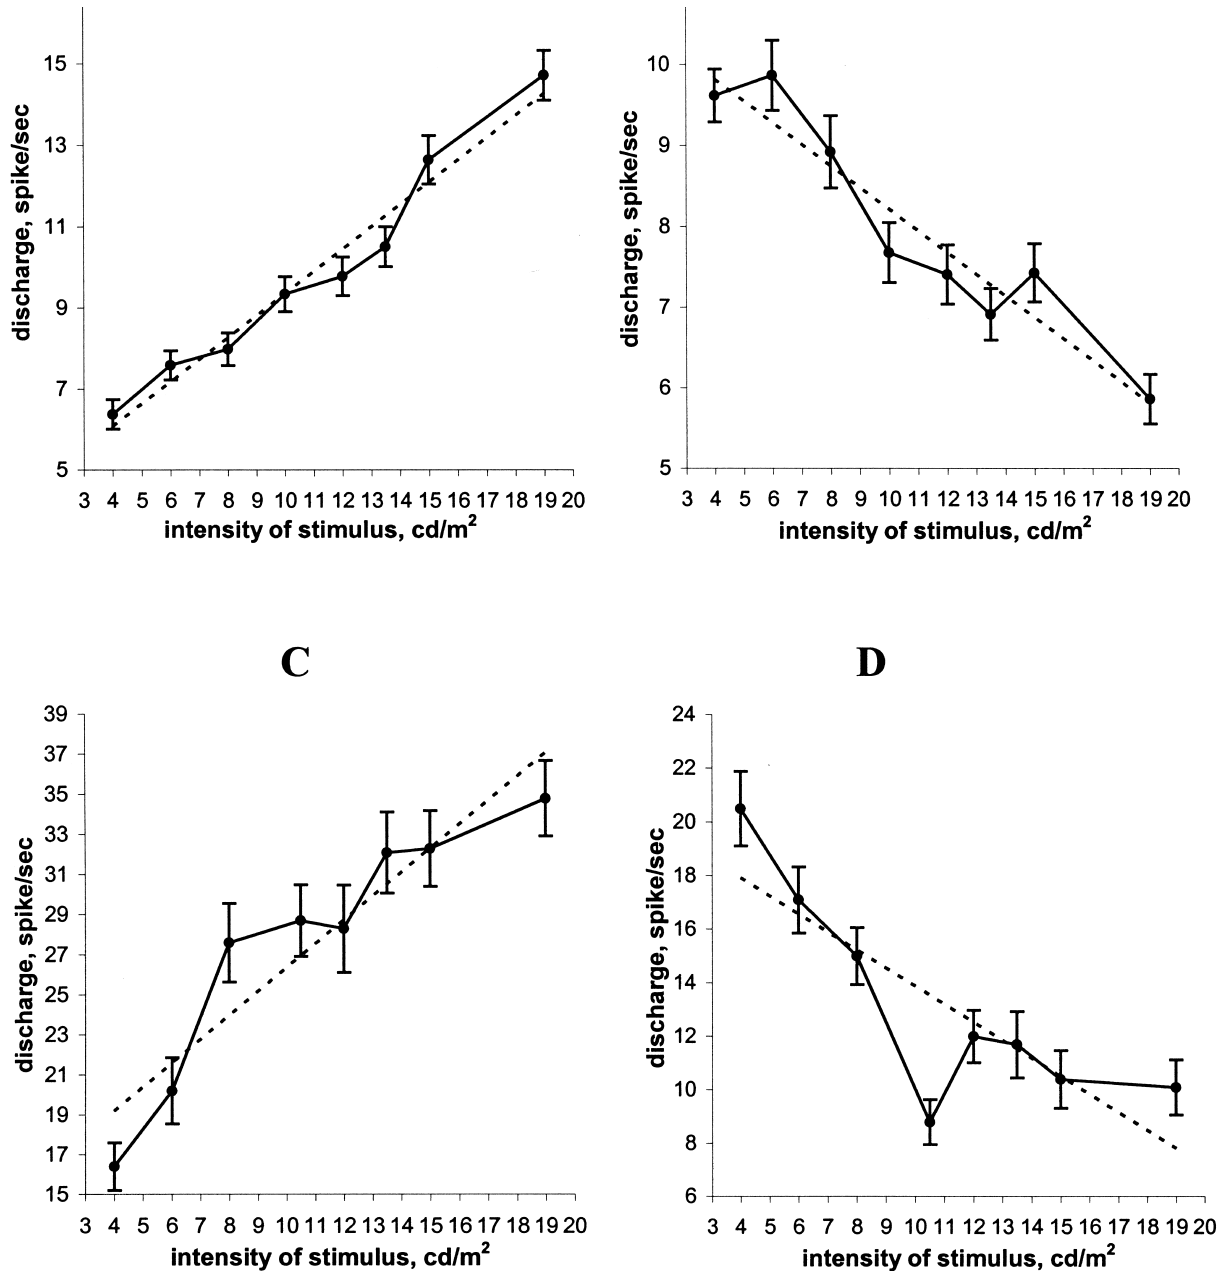 15
13
11
9
7
5
discharge, spike/sec
3 4 5 6 7 8 9 10 11 12 13 14 15 16 17 18 19 20
intensity of stimulus, cd/m²
10
9
8
7
6
5
discharge, spike/sec
3 4 5 6 7 8 9 10 11 12 13 14 15 16 17 18 19 20
intensity of stimulus, cd/m²
C
39
37
35
33
31
29
27
25
23
21
19
17
15
discharge, spike/sec
3 4 5 6 7 8 9 10 11 12 13 14 15 16 17 18 19 20
intensity of stimulus, cd/m²
D
24
22
20
18
16
14
12
10
8
6
discharge, spike/sec
3 4 5 6 7 8 9 10 11 12 13 14 15 16 17 18 19 20
intensity of stimulus, cd/m²